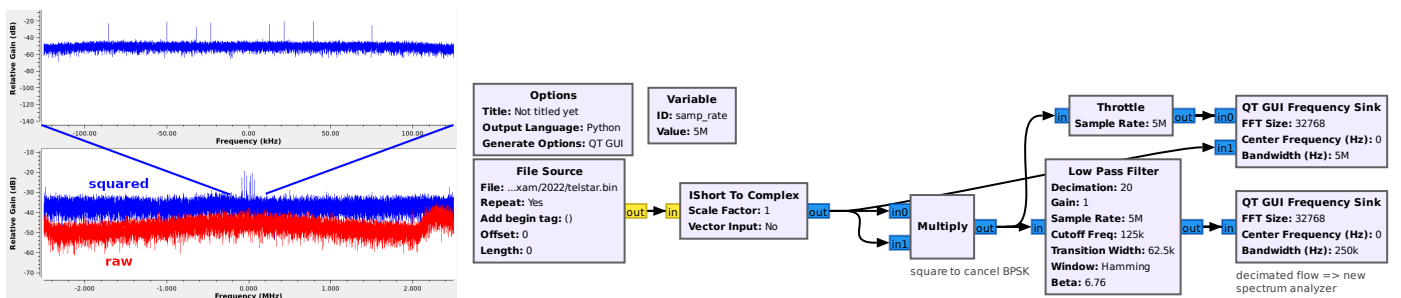 -20
-40
-60
-80
-100
-120
-140
Relative Gain (dB)
-100.00
-50.00
0.00
50.00
100.00
Frequency (kHz)
-10
-20
-30
-40
-50
-60
-70
Relative Gain (dB)
squared
raw
-2.000
-1.000
0.000
1.000
2.000
Frequency (MHz)
Options
Title: Not titled yet
Output Language: Python
Generate Options: QT GUI
Variable
ID: samp_rate
Value: 5M
File Source
File: ...xam/2022/telstar.bin
Repeat: Yes
Add begin tag: ()
Offset: 0
Length: 0
out
in
IShort To Complex
Scale Factor: 1
Vector Input: No
out
in0
in1
Multiply
out
square to cancel BPSK
in
Throttle
Sample Rate: 5M
out
in
Low Pass Filter
Decimation: 20
Gain: 1
Sample Rate: 5M
Cutoff Freq: 125k
Transition Width: 62.5k
Window: Hamming
Beta: 6.76
out
in0
in1
QT GUI Frequency Sink
FFT Size: 32768
Center Frequency (Hz): 0
Bandwidth (Hz): 5M
in
QT GUI Frequency Sink
FFT Size: 32768
Center Frequency (Hz): 0
Bandwidth (Hz): 250k
decimated flow => new
spectrum analyzer